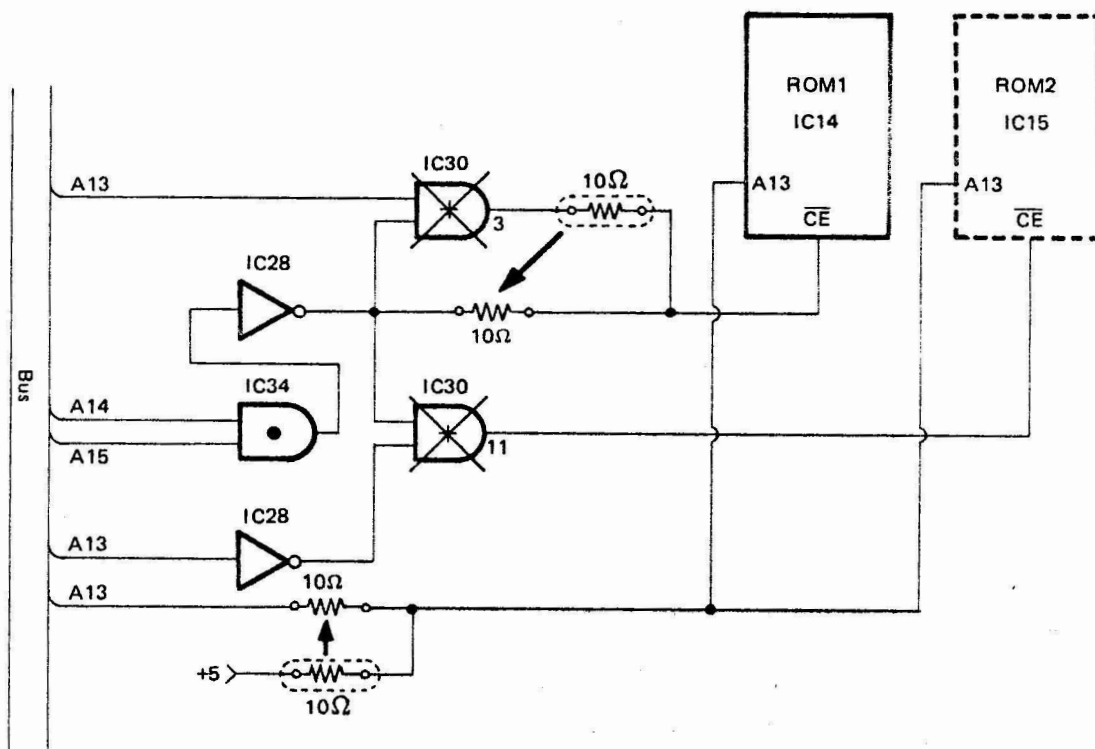 ROM1
IC14
A13
CE
ROM2
IC15
A13
CE
A13
IC30
3
10Ω
IC28
10Ω
Bus
A14
A15
IC34
IC30
11
A13
IC28
A13
10Ω
+5
10Ω